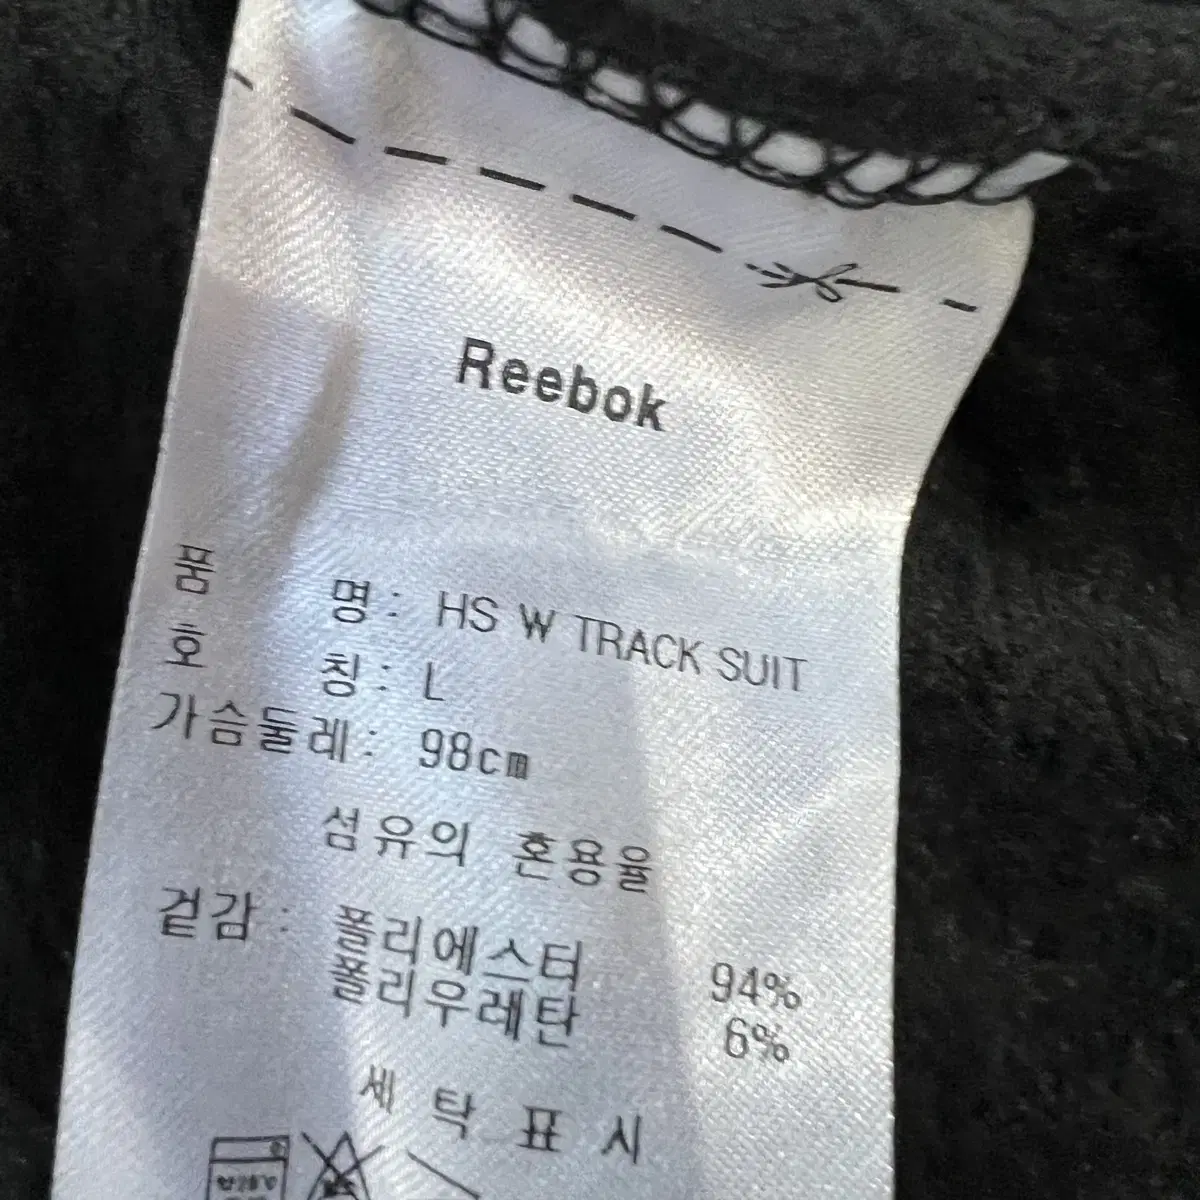 Reebok
품 명 : HS W TRACK SUIT
호 칭 : L
가슴둘레 : 98cm
섬유의 혼용율
겉감 : 폴리에스터 94%
폴리우레탄 6%
세 탁 표 시